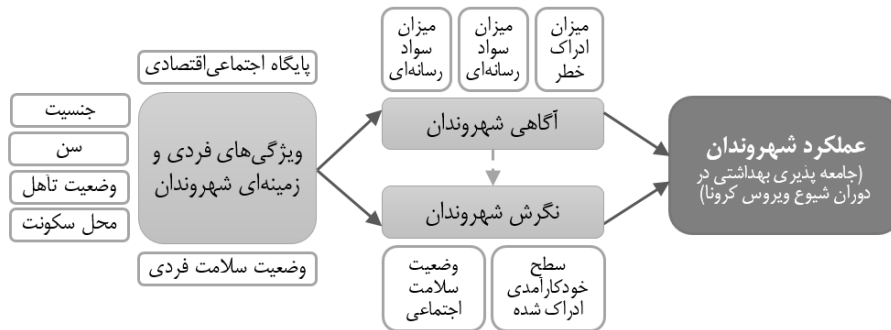 میزان
سواد
رسانه‌ای
میزان
سواد
رسانه‌ای
میزان
ادراک
خطر
پایگاه اجتماعی‌اقتصادی
جنسیت
سن
وضعیت تأهل
محل سکونت
ویژگی‌های فردی و
زمینه‌ای شهروندان
وضعیت سلامت فردی
آگاهی شهروندان
نگرش شهروندان
وضعیت
سلامت
اجتماعی
سطح
خودکارآمدی
ادراک شده
عملکرد شهروندان
(جامعه پذیری بهداشتی در
دوران شیوع ویروس کرونا)